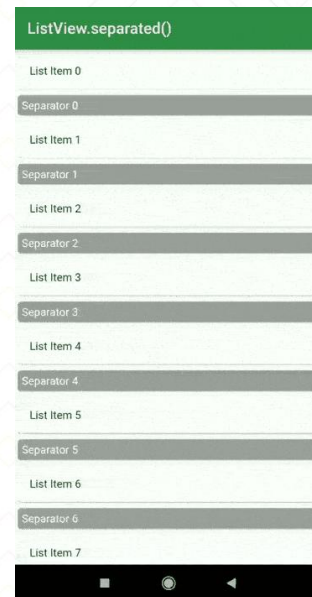 ListView.separated()
List Item 0
Separator 0
List Item 1
Separator 1
List Item 2
Separator 2
List Item 3
Separator 3
List Item 4
Separator 4
List Item 5
Separator 5
List Item 6
Separator 6
List Item 7